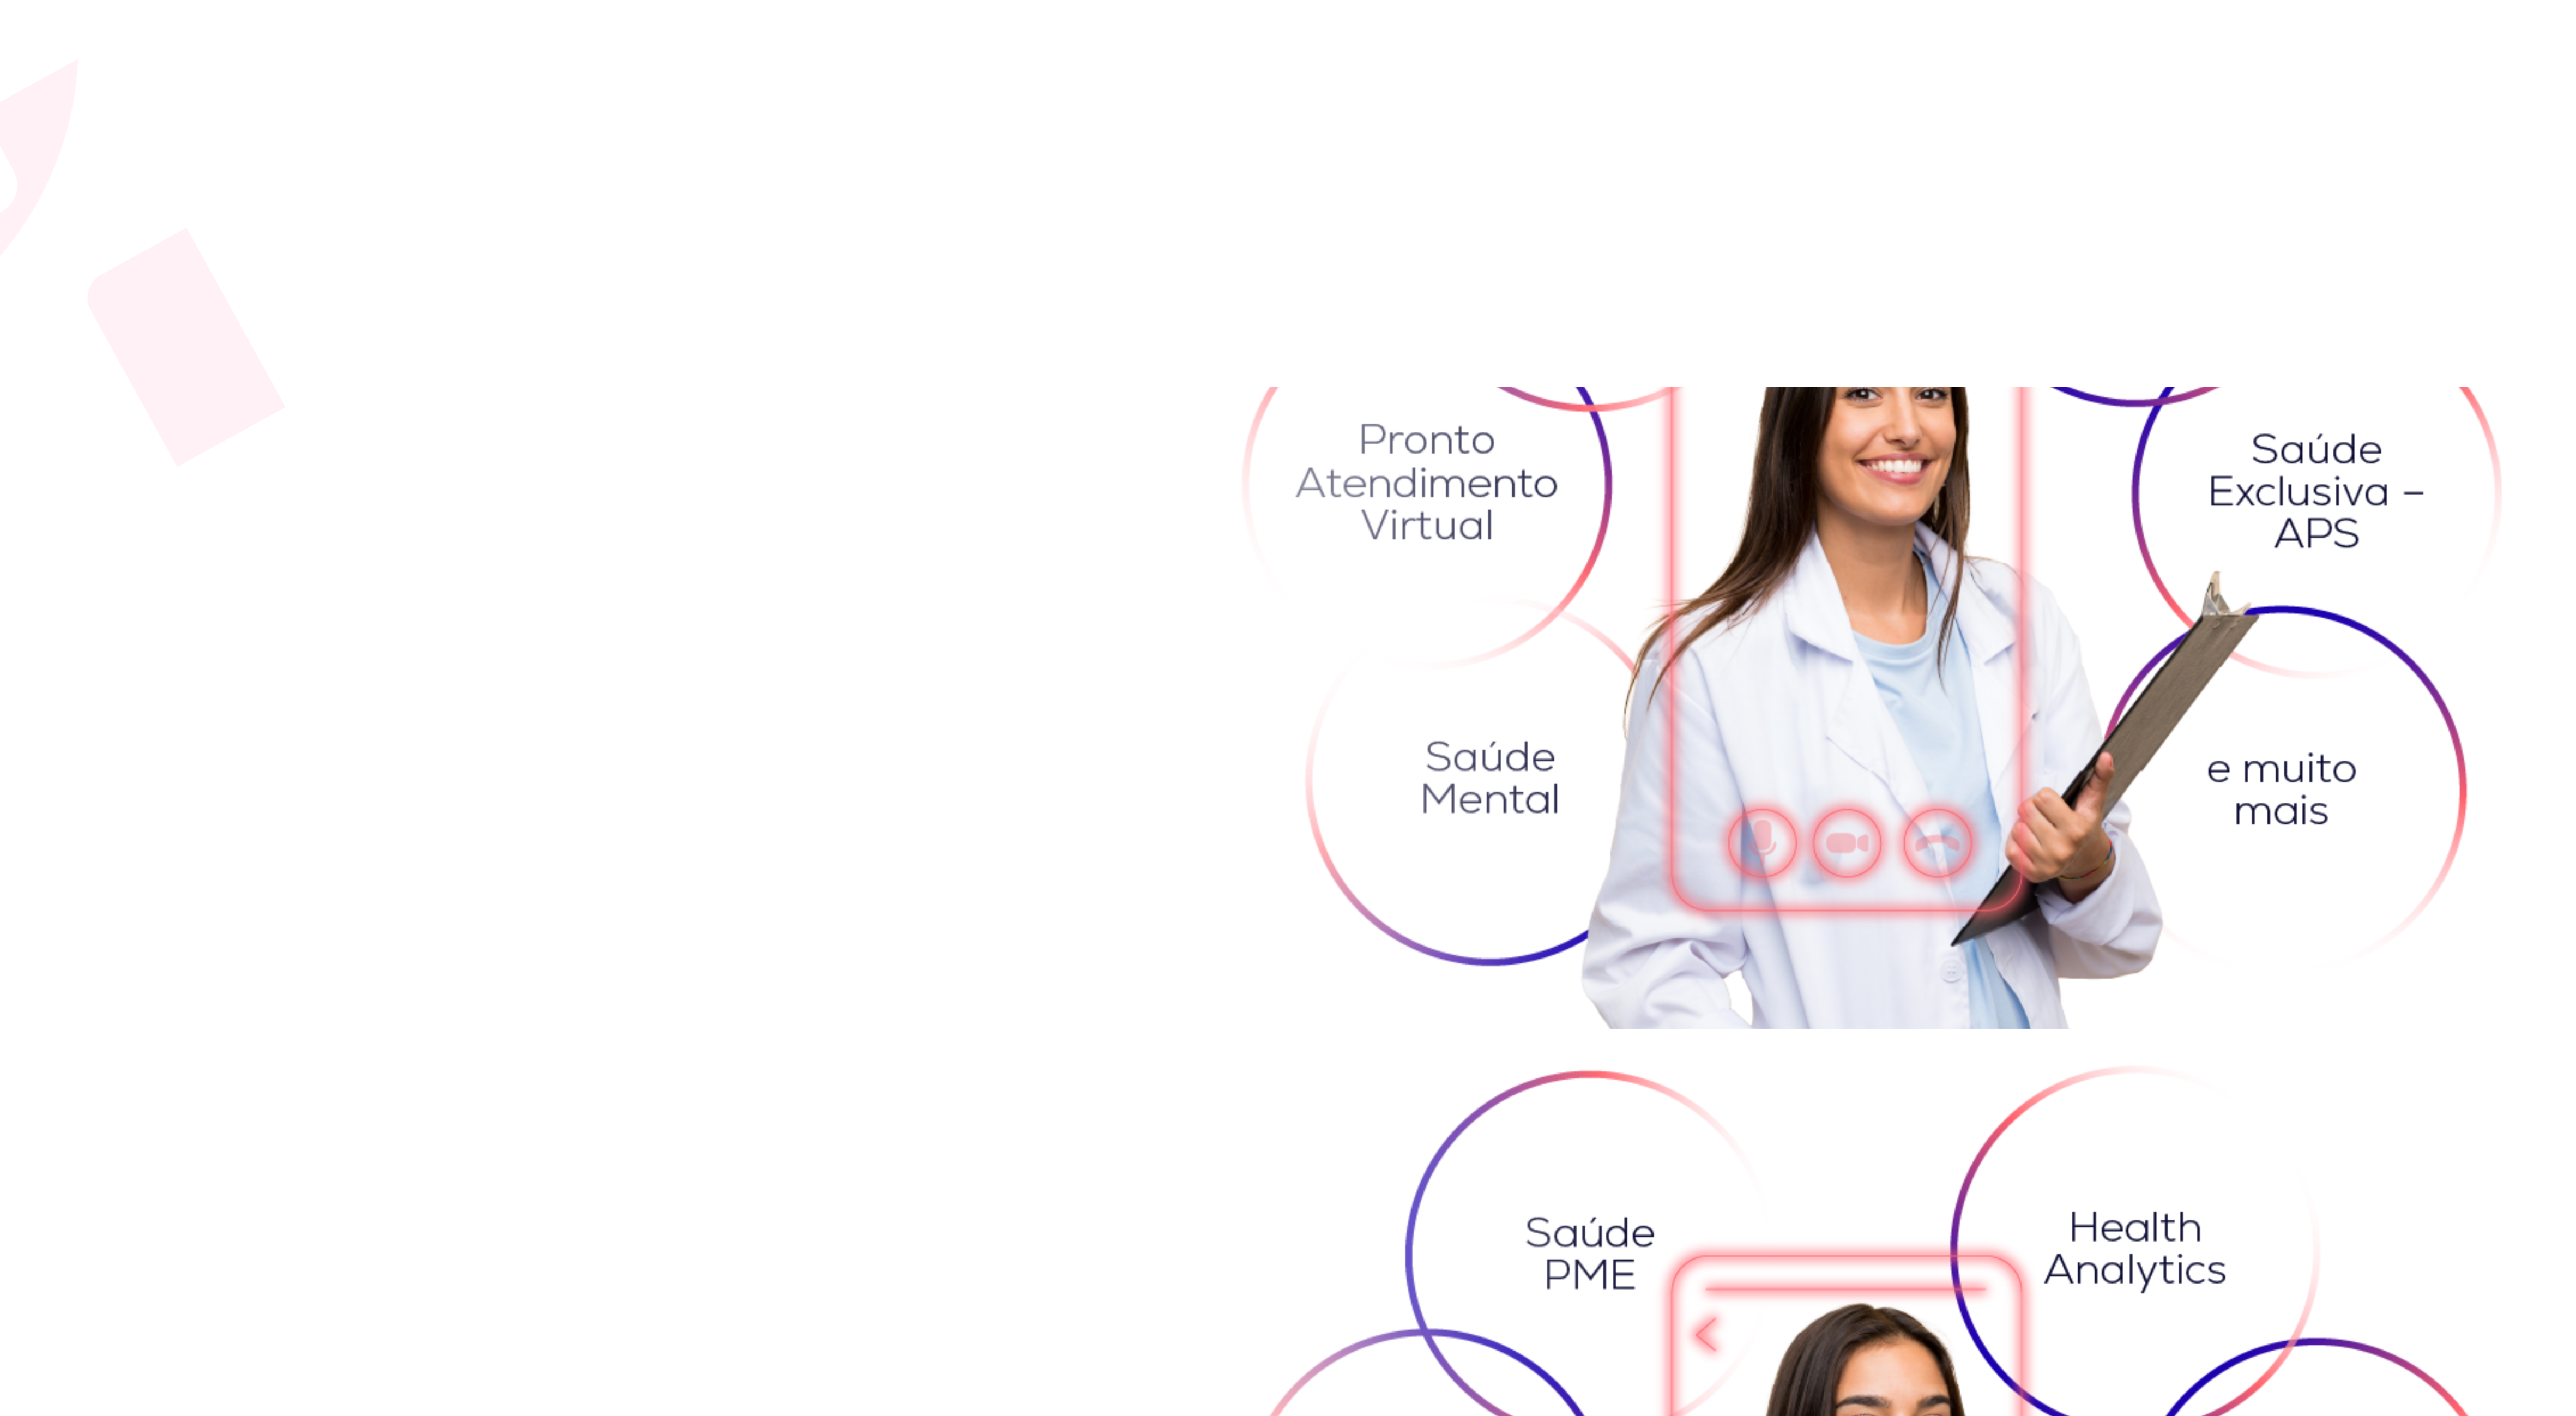 Pronto
Atendimento
Virtual
Saúde
Exclusiva –
APS
Saúde
Mental
e muito
mais
Saúde
PME
Health
Analytics